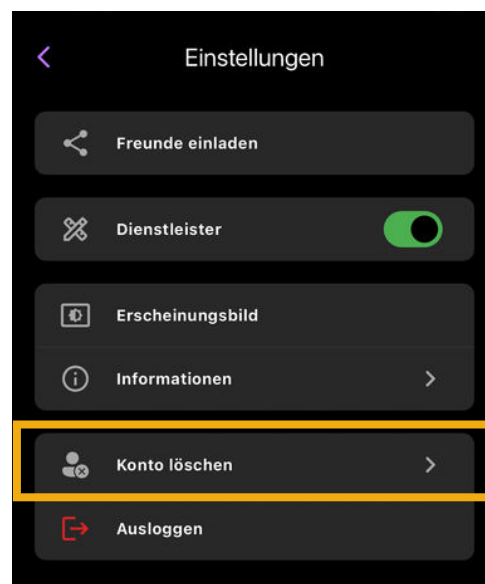 Einstellungen
Freunde einladen
Dienstleister
Erscheinungsbild
Informationen
Konto löschen
Ausloggen